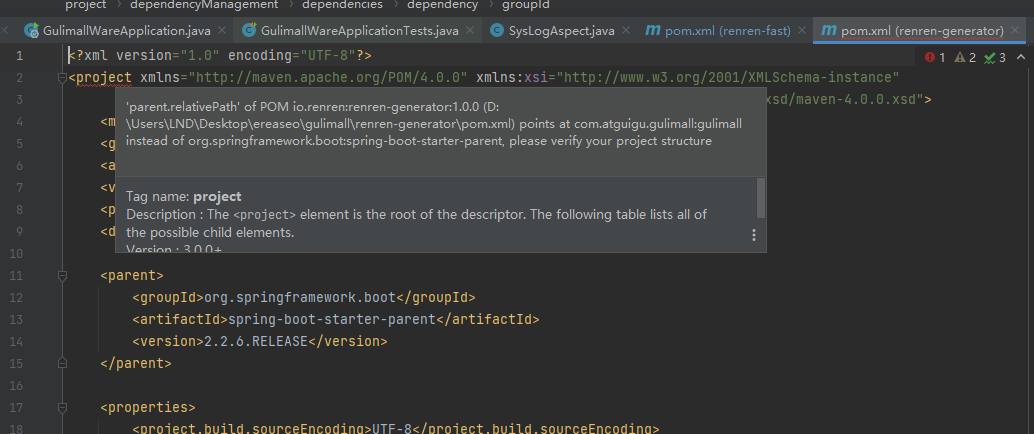 project › dependencyManagement › dependencies › dependency › groupId
GulimallWareApplication.java × GulimallWareApplicationTests.java × SysLogAspect.java × pom.xml (renren-fast) × pom.xml (renren-generator) ×
1 <?xml version="1.0" encoding="UTF-8"?>
1 2 3
2 <project xmlns="http://maven.apache.org/POM/4.0.0" xmlns:xsi="http://www.w3.org/2001/XMLSchema-instance"
3 xsd/maven-4.0.0.xsd">
'parent.relativePath' of POM io.renren:renren-generator:1.0.0 (D:
\Users\LND\Desktop\ereaseo\gulimall\renren-generator\pom.xml) points at com.atguigu.gulimall:gulimall
instead of org.springframework.boot:spring-boot-starter-parent, please verify your project structure
Tag name: project
Description : The <project> element is the root of the descriptor. The following table lists all of
the possible child elements.
Version : 3.0.0+
4 <m
5 <g
6 <a
7 <v
8 <p
9 <d
10
11 <parent>
12 <groupId>org.springframework.boot</groupId>
13 <artifactId>spring-boot-starter-parent</artifactId>
14 <version>2.2.6.RELEASE</version>
15 </parent>
16
17 <properties>
18 <project.build.sourceEncoding>UTF-8</project.build.sourceEncoding>